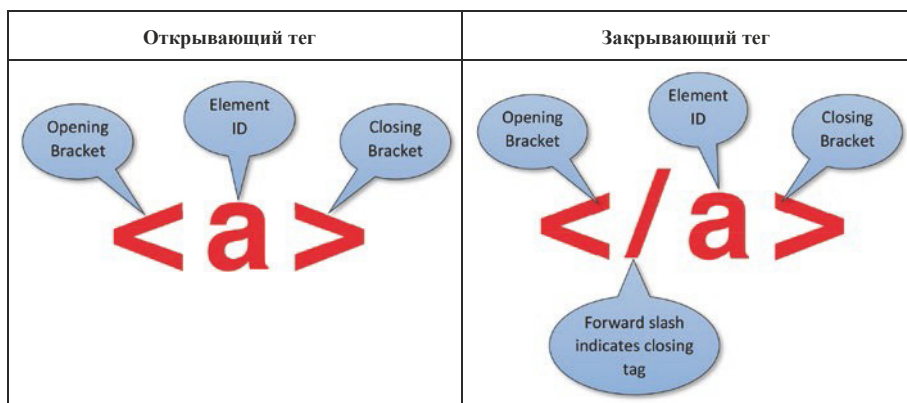 Открывающий тег
Закрывающий тег
Opening
Bracket
Element
ID
Closing
Bracket
<a>
Opening
Bracket
Element
ID
Closing
Bracket
</a>
Forward slash
indicates closing
tag